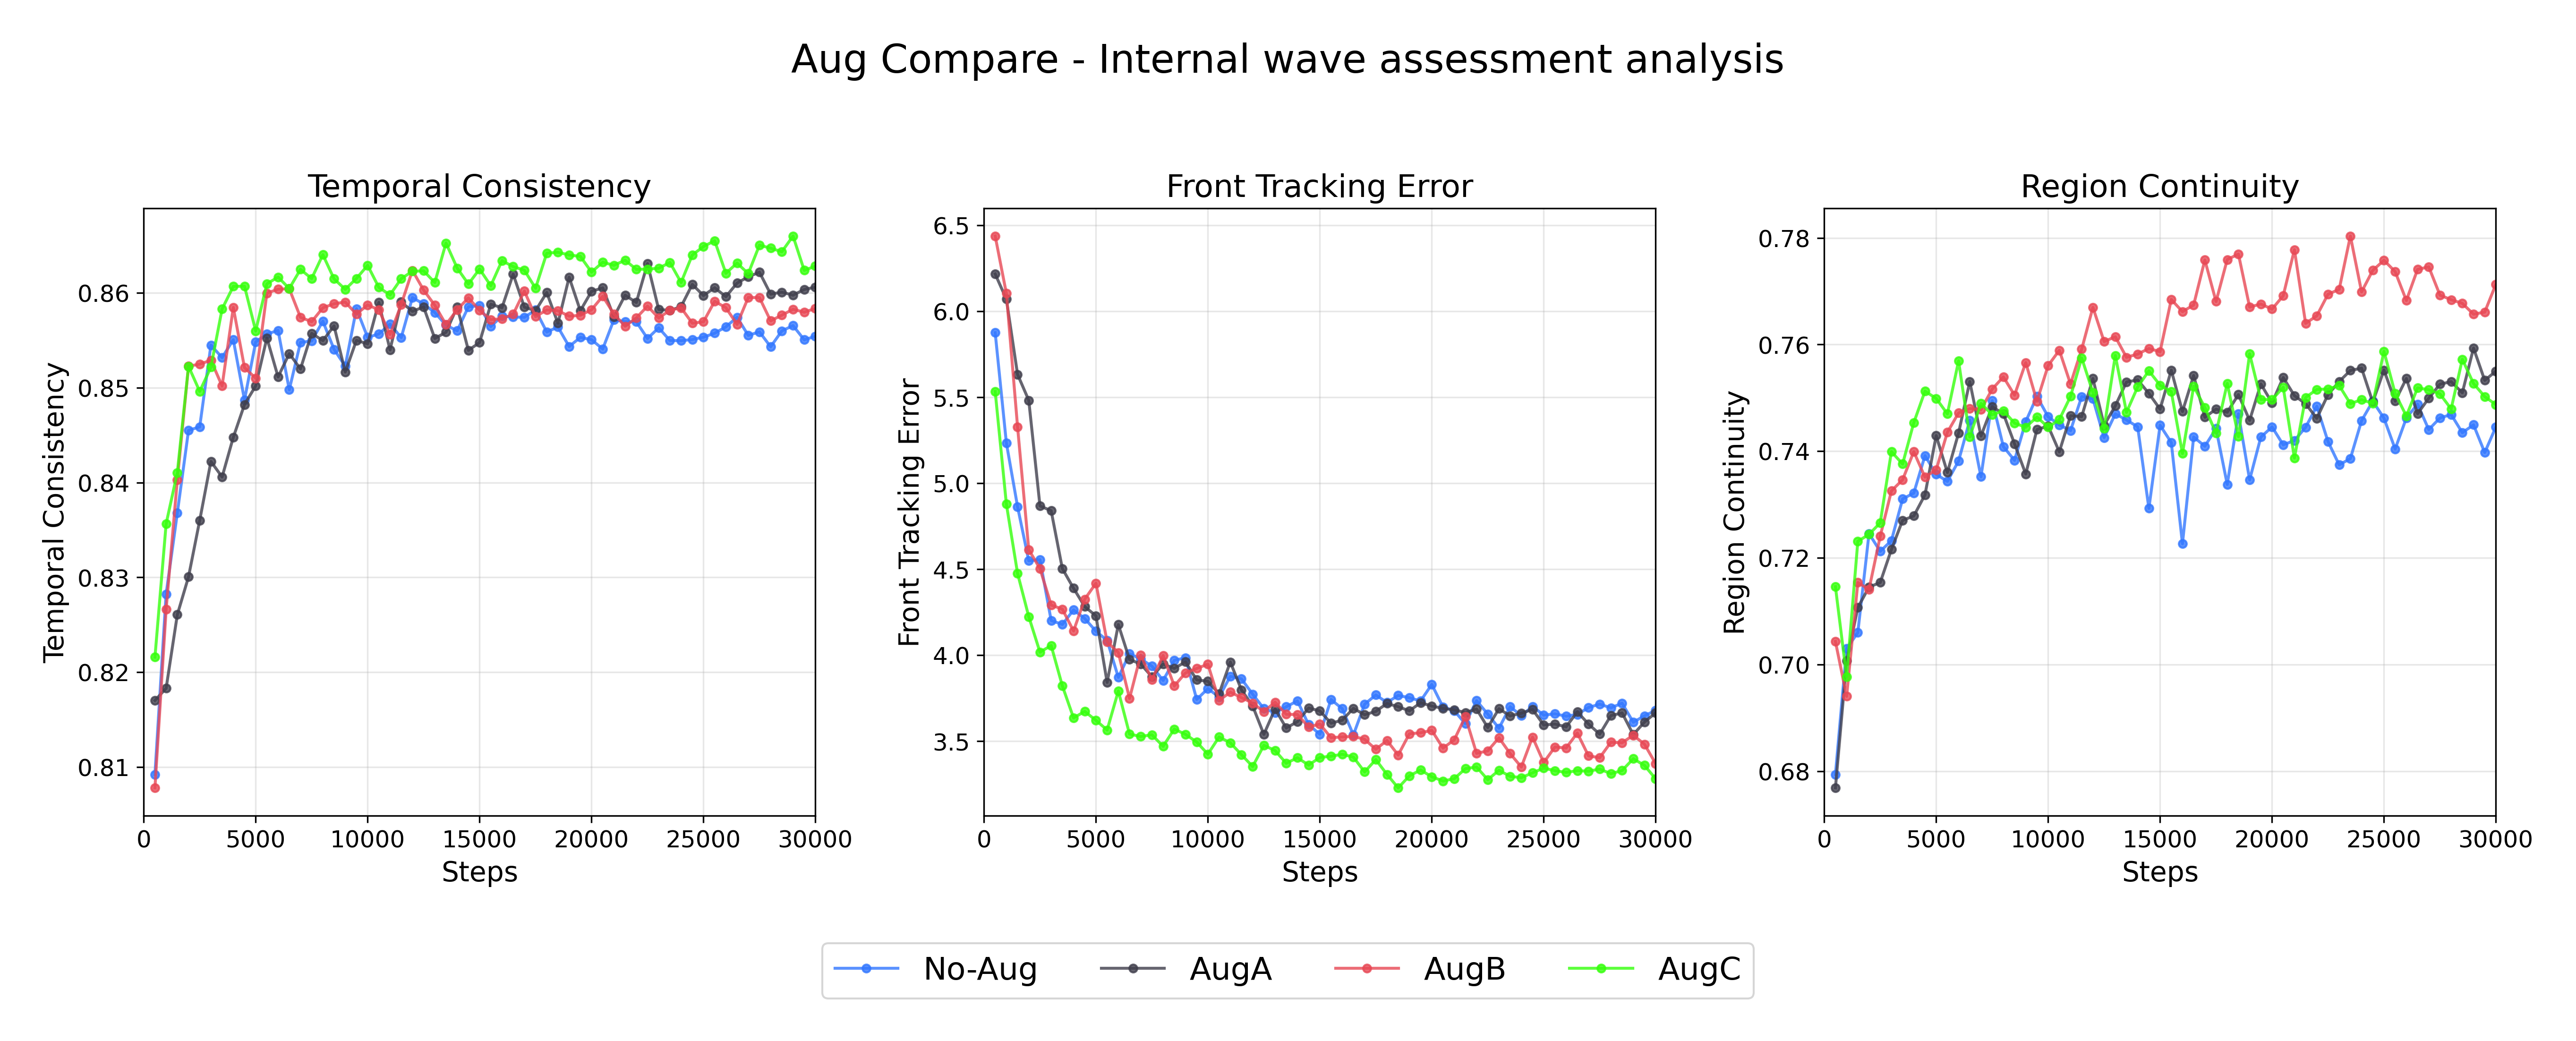 Aug Compare - Internal wave assessment analysis
Temporal Consistency
Temporal Consistency
0.86
0.85
0.84
0.83
0.82
0.81
0 5000 10000 15000 20000 25000 30000
Steps
Front Tracking Error
Front Tracking Error
6.5
6.0
5.5
5.0
4.5
4.0
3.5
0 5000 10000 15000 20000 25000 30000
Steps
Region Continuity
Region Continuity
0.78
0.76
0.74
0.72
0.70
0.68
0 5000 10000 15000 20000 25000 30000
Steps
No-Aug AugA AugB AugC